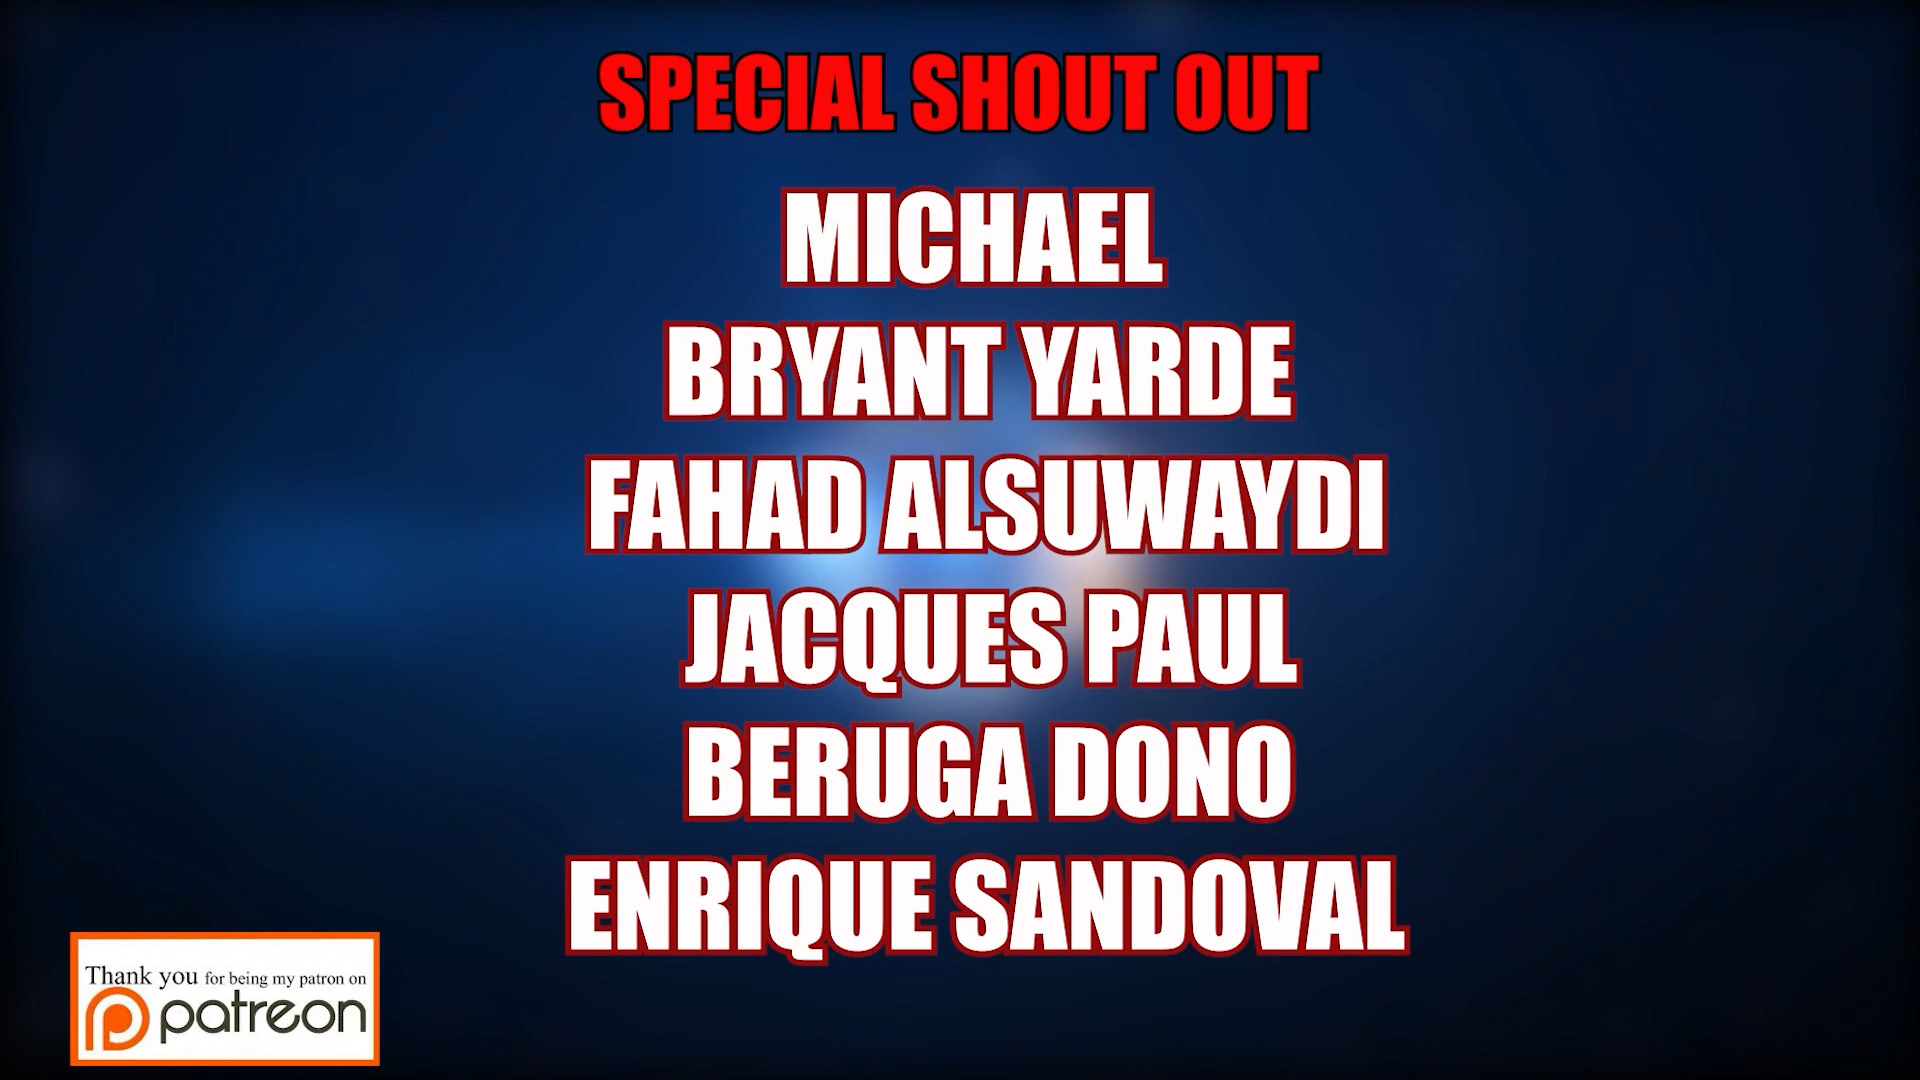 SPECIAL SHOUT OUT
MICHAEL
BRYANT YARDE
FAHAD ALSUWAYDI
JACQUES PAUL
BERUGA DONO
ENRIQUE SANDOVAL
Thank you for being my patron on
patreon